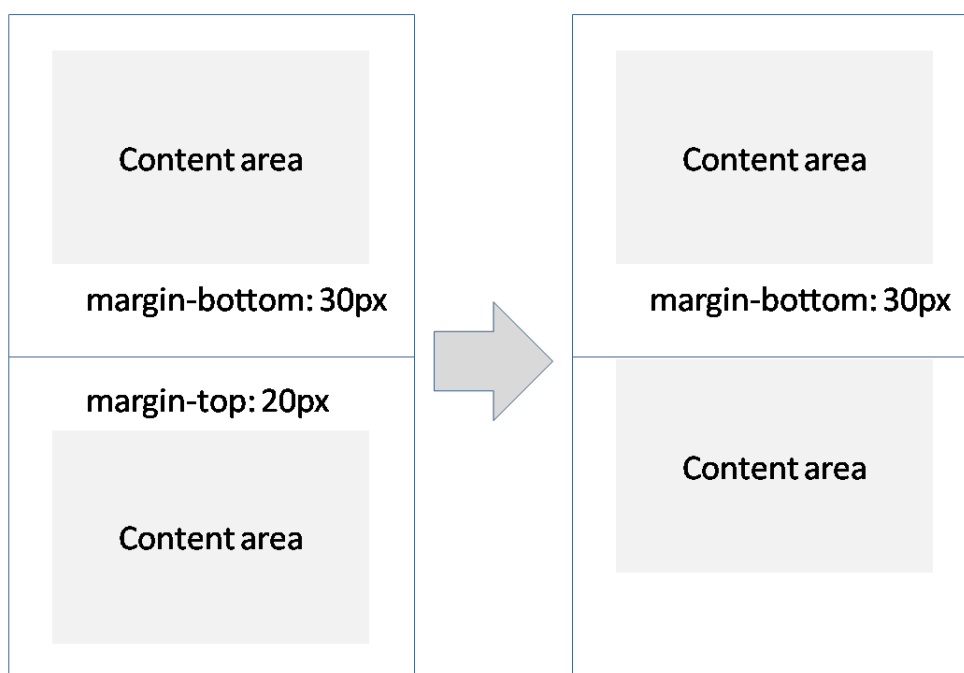 Content area
margin-bottom: 30px
margin-top: 20px
Content area
Content area
margin-bottom: 30px
Content area